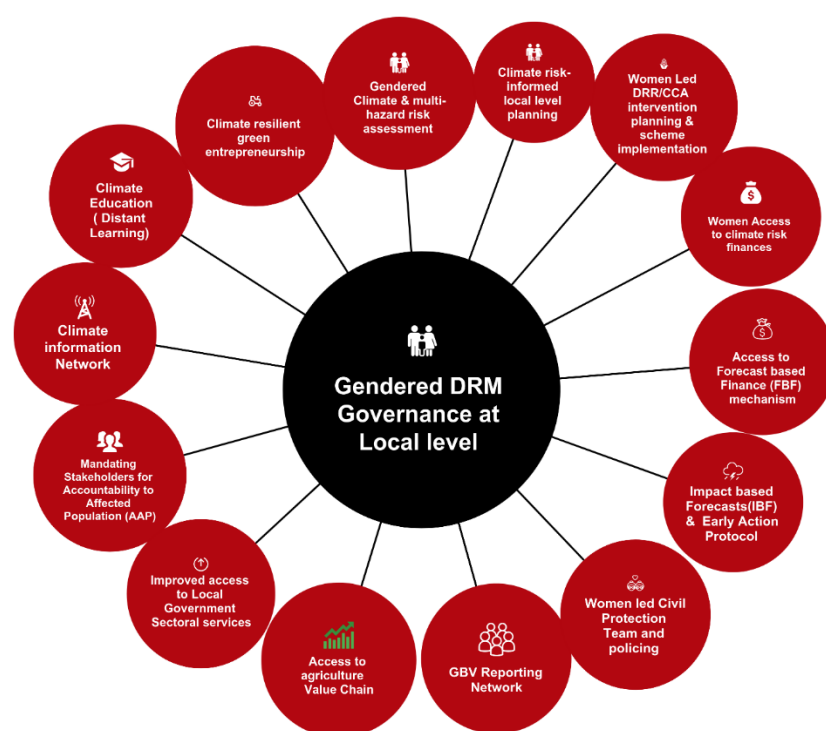 Gendered
Climate & multi-
hazard risk
assessment
Climate risk-
informed local level
planning
Women Led
DRR/CCA
intervention
planning &
scheme
implementation
Women Access
to climate risk
finances
Access to
Forecast based
Finance (FBF)
mechanism
Impact based
Forecasts(IBF)
& Early Action
Protocol
Women led Civil
Protection
Team and
policing
GBV Reporting
Network
Access to
agriculture
Value Chain
Improved access
to Local
Government
Sectoral services
Mandating
Stakeholders for
Accountability to
Affected
Population (AAP)
Climate
information
Network
Climate
Education
( Distant
Learning)
Climate resilient
green
entrepreneurship
Gendered DRM
Governance at
Local level